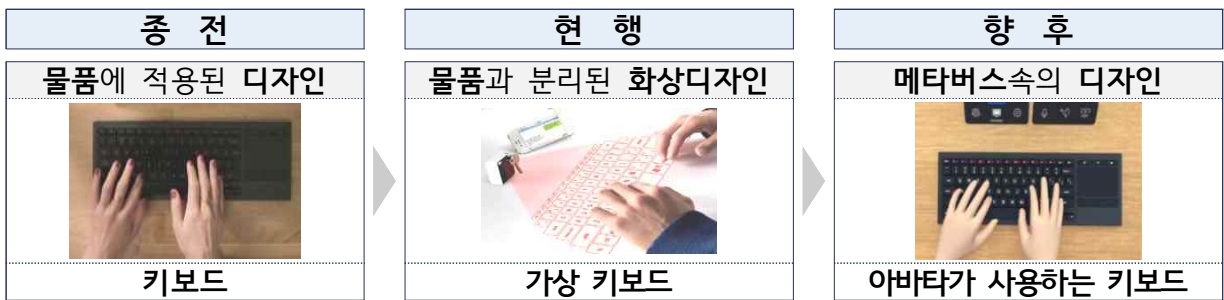 종 전
현 행
향 후
물품에 적용된 디자인
물품과 분리된 화상디자인
메타버스속의 디자인
키보드
가상 키보드
아바타가 사용하는 키보드